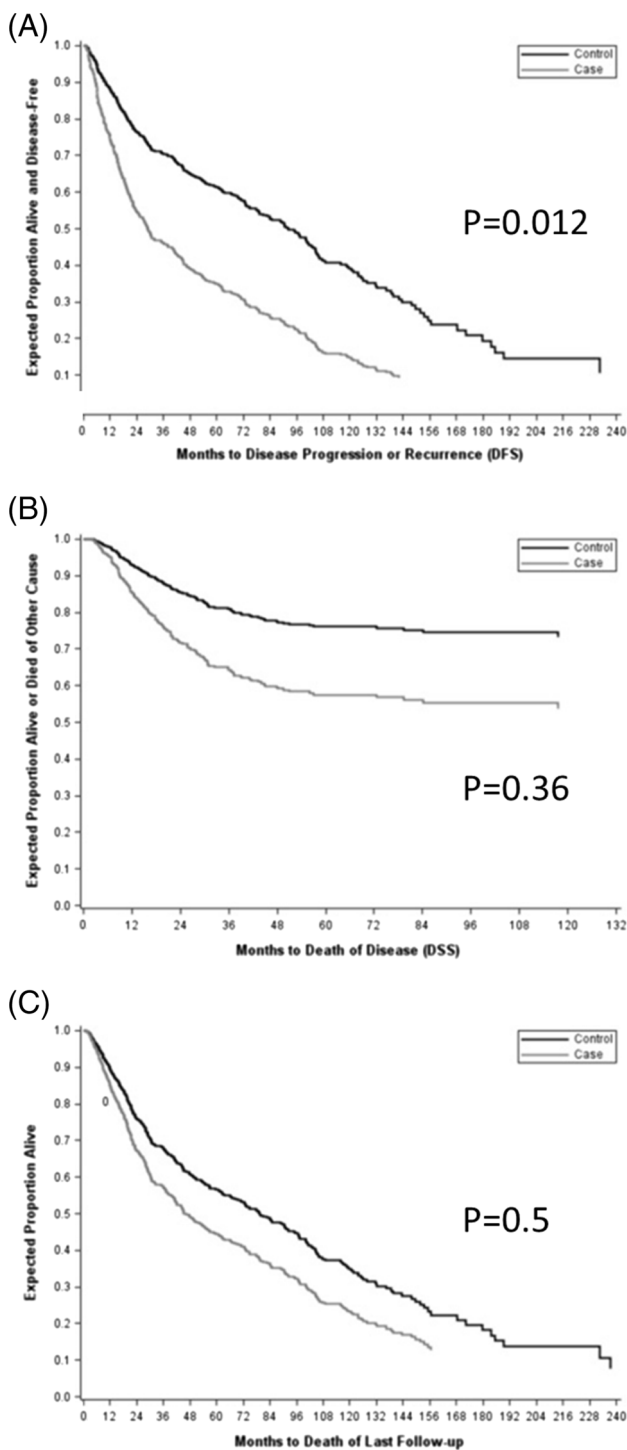 (A)
Control
Case
Expected Proportion Alive and Disease-Free
1.0
0.9
0.8
0.7
0.6
0.5
0.4
0.3
0.2
0.1
P=0.012
0 12 24 36 48 60 72 84 96 108 120 132 144 156 168 180 192 204 216 228 240
Months to Disease Progression or Recurrence (DFS)
(B)
Control
Case
Expected Proportion Alive or Died of Other Cause
1.0
0.9
0.8
0.7
0.6
0.5
0.4
0.3
0.2
0.1
0.0
P=0.36
0 12 24 36 48 60 72 84 96 108 120 132
Months to Death of Disease (DSS)
(C)
Control
Case
Expected Proportion Alive
1.0
0.9
0.8
0.7
0.6
0.5
0.4
0.3
0.2
0.1
0.0
0
P=0.5
0 12 24 36 48 60 72 84 96 108 120 132 144 156 168 180 192 204 216 228 240
Months to Death of Last Follow-up